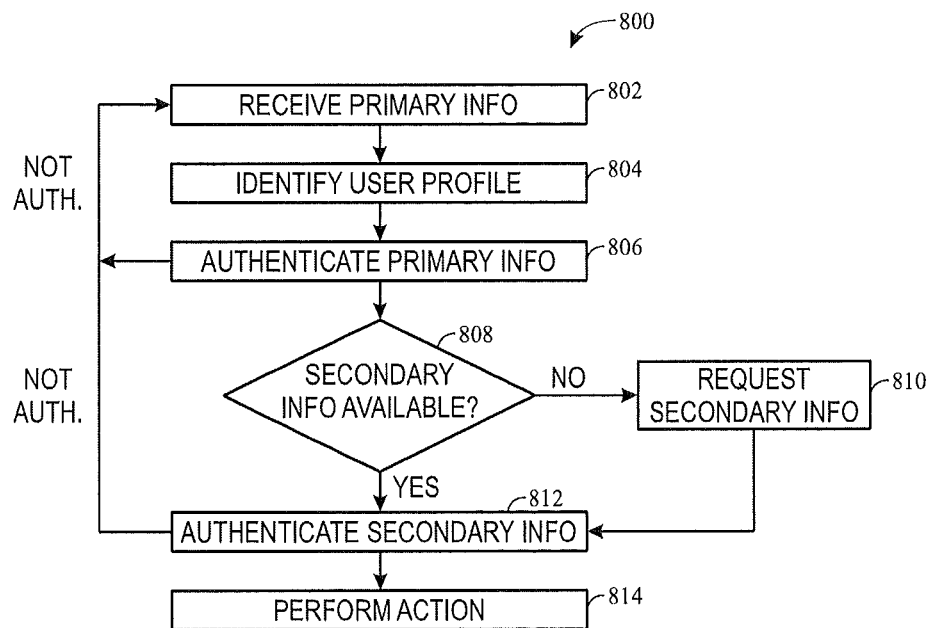 800
RECEIVE PRIMARY INFO
802
NOT
AUTH.
IDENTIFY USER PROFILE
804
AUTHENTICATE PRIMARY INFO
806
808
SECONDARY
INFO AVAILABLE?
NO
REQUEST
SECONDARY INFO
810
NOT
AUTH.
YES
812
AUTHENTICATE SECONDARY INFO
PERFORM ACTION
814